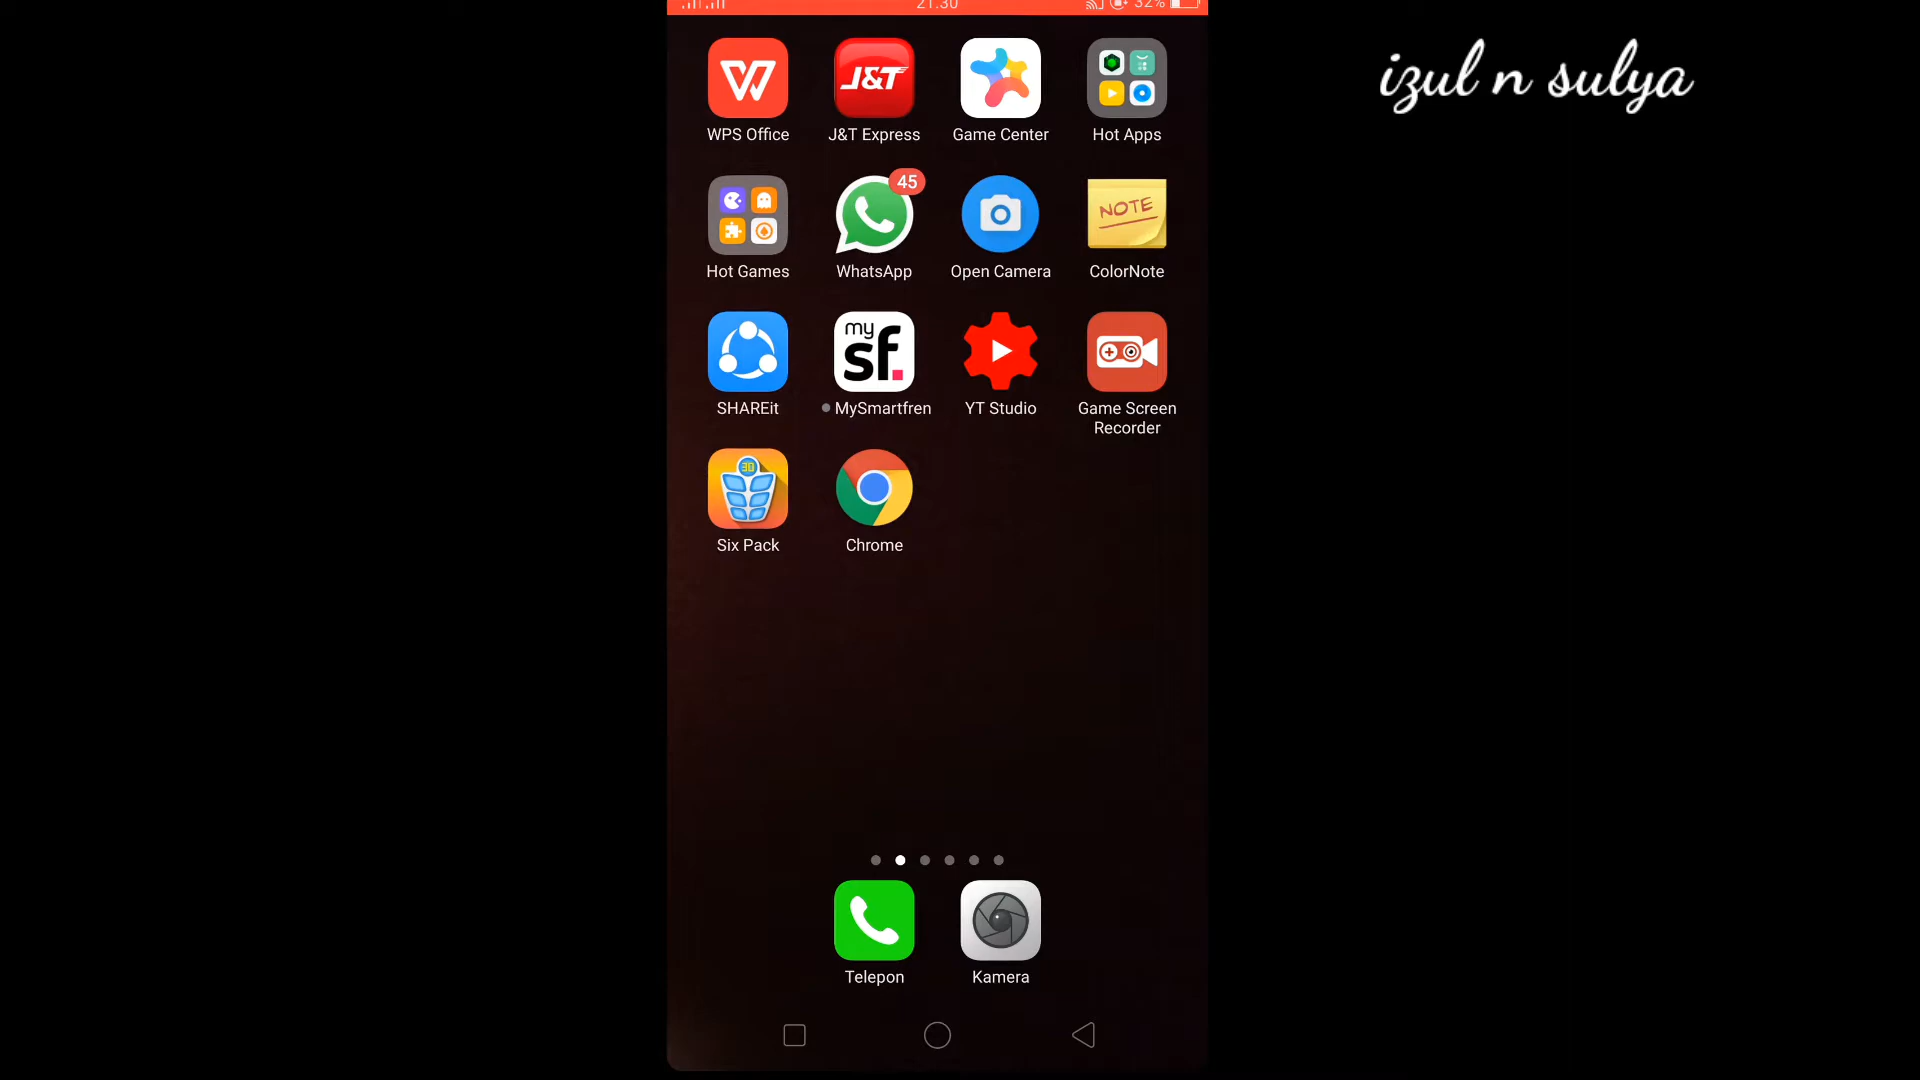 21.30 32%
izul n sulya
WPS Office J&T Express Game Center Hot Apps
J&T
45
NOTE
Hot Games WhatsApp Open Camera ColorNote
my
sf.
SHAREit MySmartfren YT Studio Game Screen
Recorder
30
Six Pack Chrome
Telepon Kamera